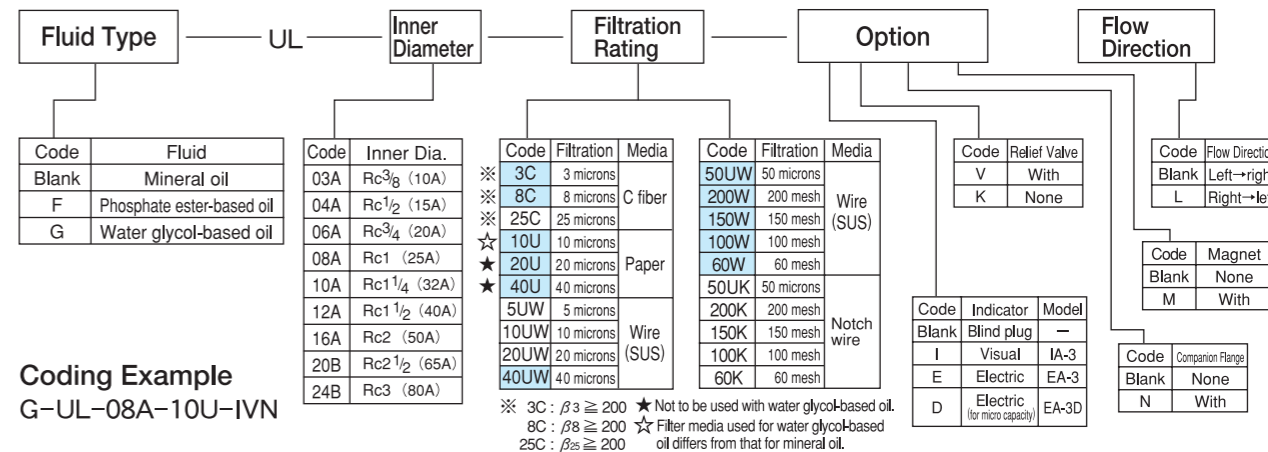 Fluid Type — UL — Inner Diameter — Filtration Rating — Option Flow Direction
Code Fluid
Blank Mineral oil
F Phosphate ester-based oil
G Water glycol-based oil
Code Inner Dia.
03A Rc3/8 (10A)
04A Rc1/2 (15A)
06A Rc3/4 (20A)
08A Rc1 (25A)
10A Rc1 1/4 (32A)
12A Rc1 1/2 (40A)
16A Rc2 (50A)
20B Rc2 1/2 (65A)
24B Rc3 (80A)
Code Filtration Media
※ 3C 3 microns C fiber
※ 8C 8 microns
※ 25C 25 microns
☆ 10U 10 microns Paper
★ 20U 20 microns
★ 40U 40 microns
5UW 5 microns Wire (SUS)
10UW 10 microns
20UW 20 microns
40UW 40 microns
Code Filtration Media
50UW 50 microns Wire (SUS)
200W 200 mesh
150W 150 mesh
100W 100 mesh
60W 60 mesh
50UK 50 microns Notch wire
200K 200 mesh
150K 150 mesh
100K 100 mesh
60K 60 mesh
※ 3C : β3 ≧ 200
8C : β8 ≧ 200
25C : β25 ≧ 200
★ Not to be used with water glycol-based oil.
☆ Filter media used for water glycol-based
oil differs from that for mineral oil.
Code Relief Valve
V With
K None
Code Flow Directio
Blank Left→righ
L Right→le
Code Magnet
Blank None
M With
Code Indicator Model
Blank Blind plug —
I Visual IA-3
E Electric EA-3
D Electric (for micro capacity) EA-3D
Code Companion Flange
Blank None
N With
Coding Example
G-UL-08A-10U-IVN